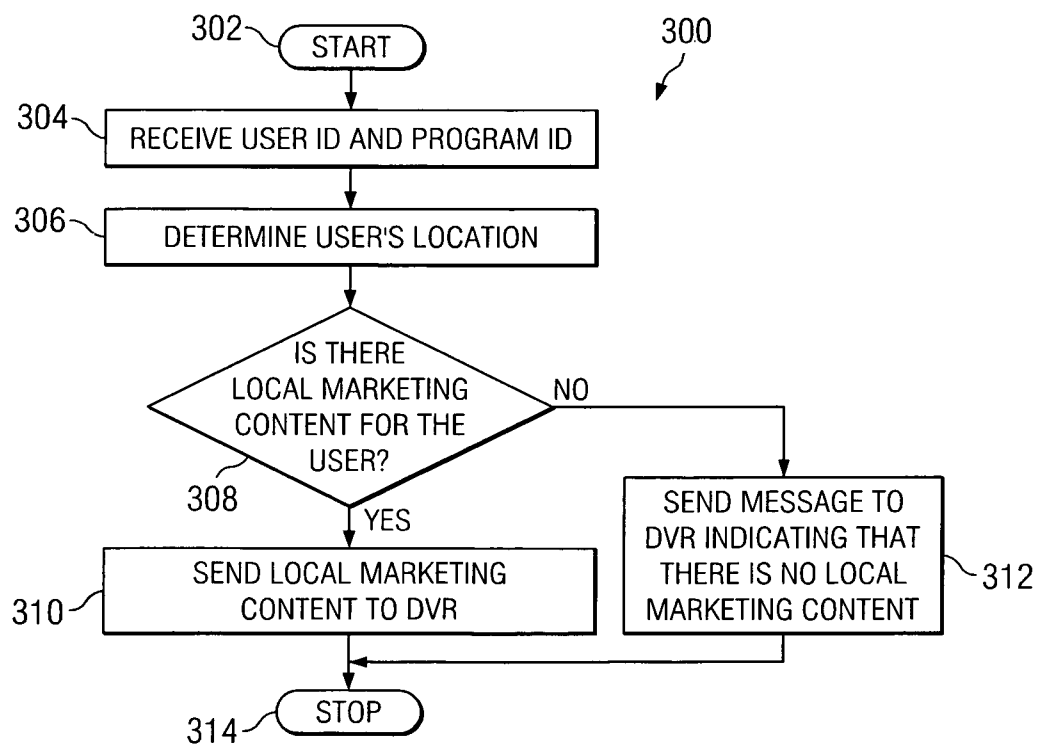 302
START
300
304
RECEIVE USER ID AND PROGRAM ID
306
DETERMINE USER'S LOCATION
IS THERE
LOCAL MARKETING
CONTENT FOR THE
USER?
308
NO
YES
SEND LOCAL MARKETING
CONTENT TO DVR
310
SEND MESSAGE TO
DVR INDICATING THAT
THERE IS NO LOCAL
MARKETING CONTENT
312
STOP
314